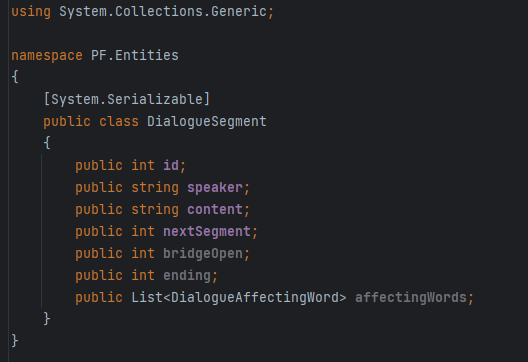 using System.Collections.Generic;
namespace PF.Entities
{
[System.Serializable]
public class DialogueSegment
{
public int id;
public string speaker;
public string content;
public int nextSegment;
public int bridgeOpen;
public int ending;
public List<DialogueAffectingWord> affectingWords;
}
}